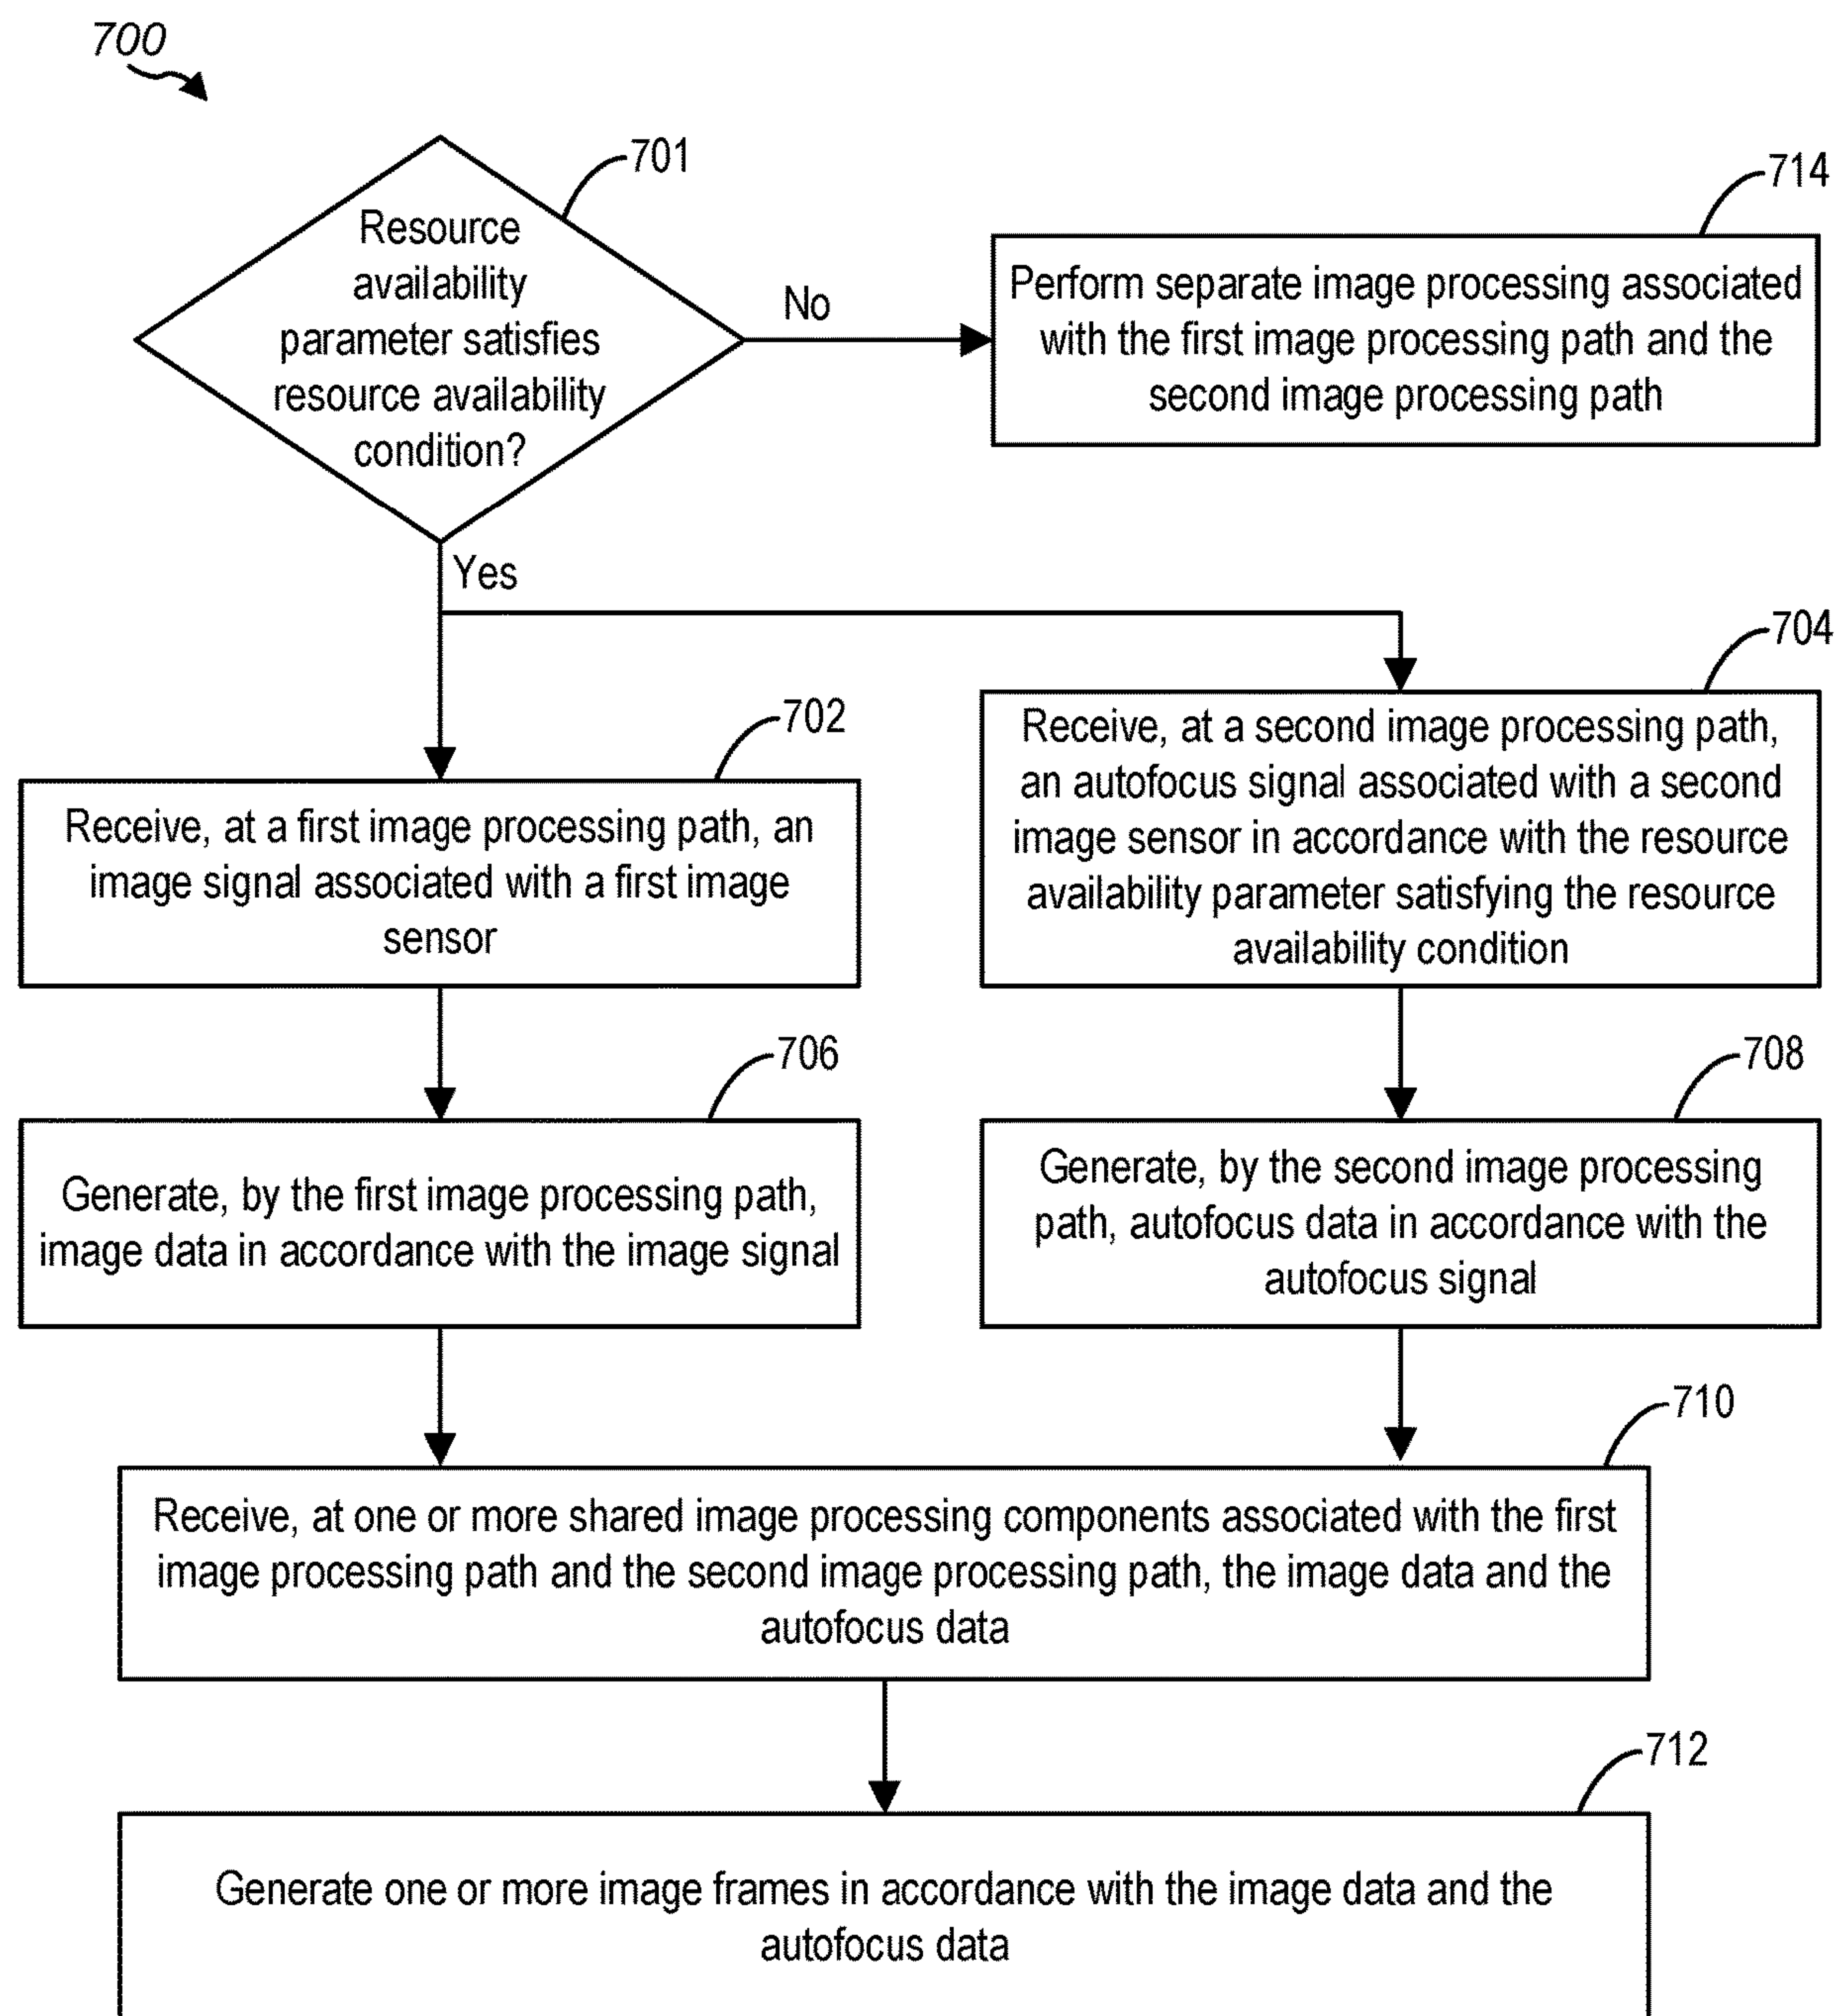 700
701
Resource
availability
parameter satisfies
resource availability
condition?
No
714
Perform separate image processing associated
with the first image processing path and the
second image processing path
Yes
704
Receive, at a second image processing path,
an autofocus signal associated with a second
image sensor in accordance with the resource
availability parameter satisfying the resource
availability condition
702
Receive, at a first image processing path, an
image signal associated with a first image
sensor
706
Generate, by the first image processing path,
image data in accordance with the image signal
708
Generate, by the second image processing
path, autofocus data in accordance with the
autofocus signal
710
Receive, at one or more shared image processing components associated with the first
image processing path and the second image processing path, the image data and the
autofocus data
712
Generate one or more image frames in accordance with the image data and the
autofocus data